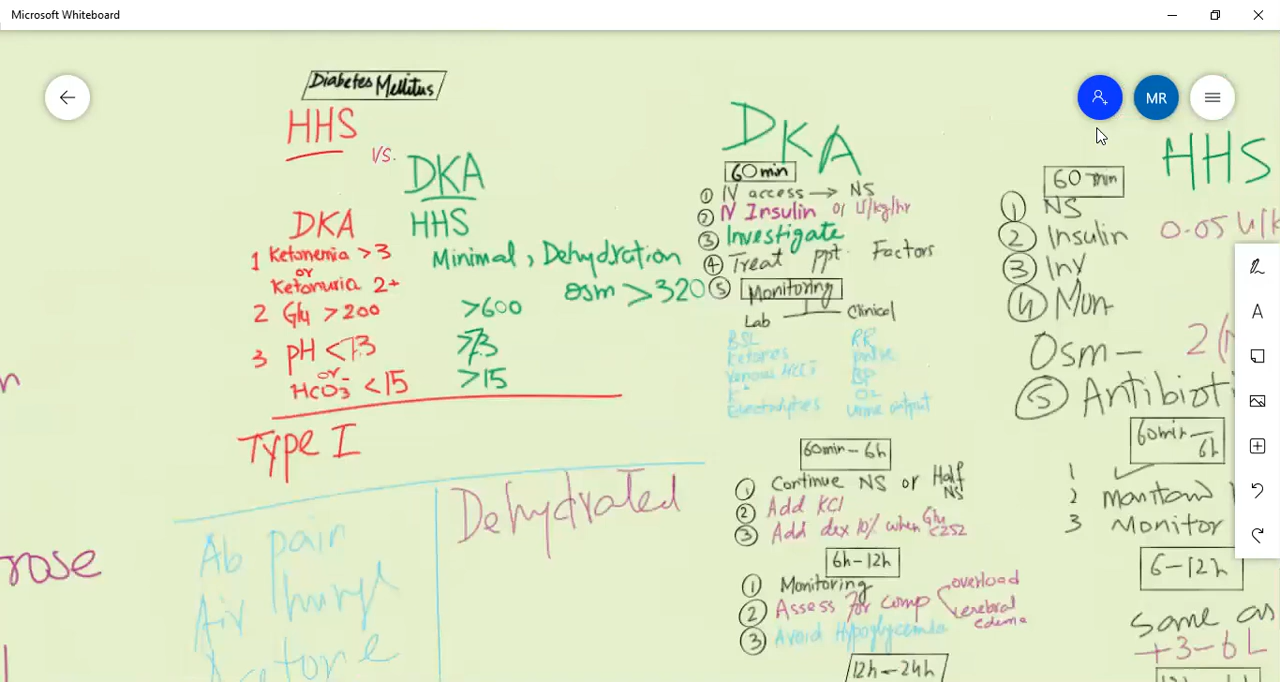 Microsoft Whiteboard
MR
Diabetes Mellitus
HHS
vs.
DKA
DKA
HHS
1 Ketonemia >3
or
Ketonuria 2+
Minimal, Dehydration
Osm >320
2 Glu >200
>600
3 pH <7.3
>7.3
or
HCO3 <15
>15
Type I
Ab pain
Air hunge
Acetone
Dehydrated
rose
DKA
60min
1 IV access → NS
2 IV Insulin 01 U/kg/hr
3 Investigate
4 Treat ppt. Factors
5 Monitoring
Lab
Clinical
BSL
Ketones
Venous HCO3
K+
Electrolytes
RR
pulse
BP
O2
Urine output
60min - 6h
1 Continue NS or Half NS
2 Add KCl
3 Add dex 10% when Glu
6h-12h
1 Monitoring
2 Assess for comp
overload
cerebral
edema
3 Avoid Hypoglycemia
12h-24h
HHS
60 min
1 NS
2 Insulin 0.05 U/k
3 Inv
4 Mon
Osm - 2(
5 Antibioti
60min - 6h
1
2
3 Monitor
6-12h
same as
+3-6L